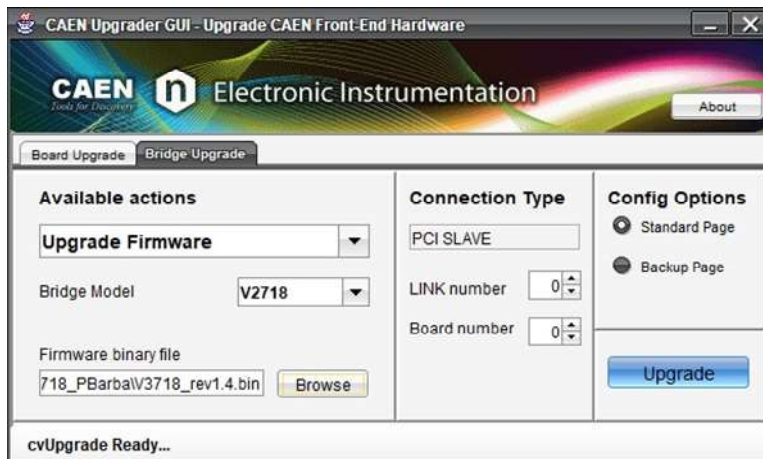 CAEN Upgrader GUI - Upgrade CAEN Front-End Hardware
CAEN n Electronic Instrumentation
Tools for Discovery
About
Board Upgrade Bridge Upgrade
Available actions
Upgrade Firmware
Bridge Model V2718
Firmware binary file
718_PBarba\V3718_rev1.4.bin Browse
Connection Type
PCI SLAVE
LINK number 0
Board number 0
Config Options
Standard Page
Backup Page
Upgrade
cvUpgrade Ready...